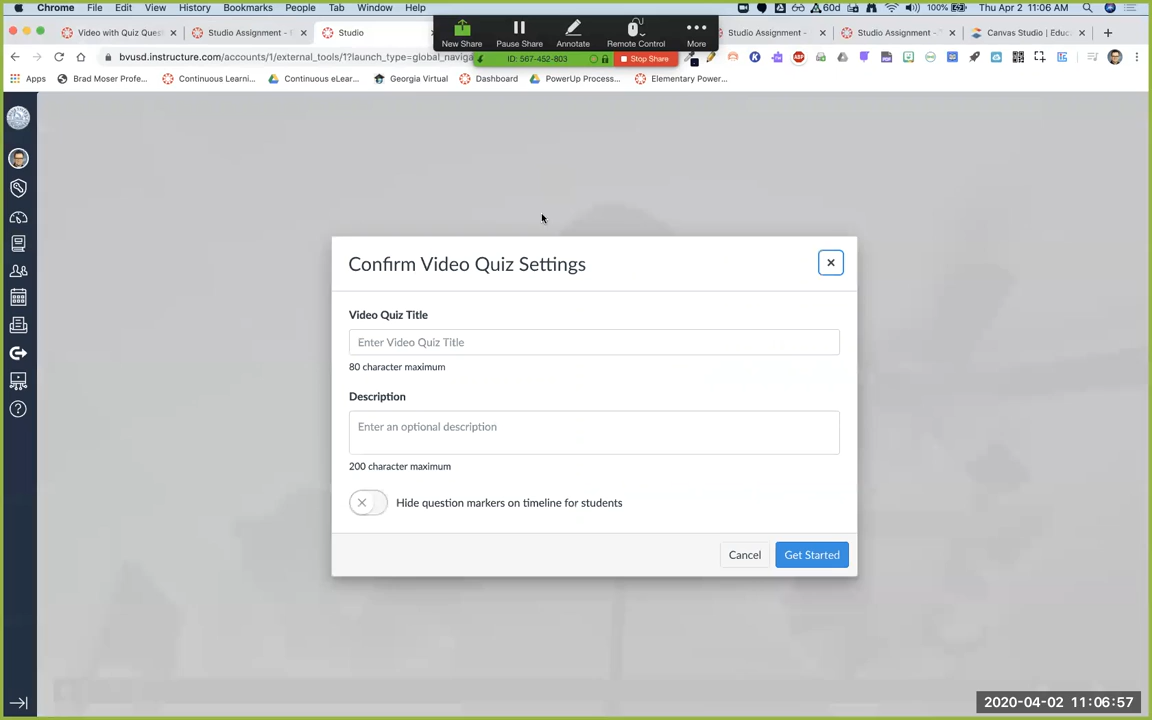 Chrome File Edit View History Bookmarks People Tab Window Help
60d 100% Thu Apr 2 11:06 AM
Video with Quiz Ques
Studio Assignment -
Studio
Studio Assignment -
Studio Assignment -
Canvas Studio | Educ
New Share Pause Share Annotate Remote Control More
ID: 567-452-803 Stop Share
bvusd.instructure.com/accounts/1/external_tools/1?launch_type=global_naviga
Apps Brad Moser Profe... Continuous Learni... Continuous eLear... Georgia Virtual Dashboard PowerUp Process... Elementary Power...
Confirm Video Quiz Settings
Video Quiz Title
Enter Video Quiz Title
80 character maximum
Description
Enter an optional description
200 character maximum
Hide question markers on timeline for students
Cancel Get Started
2020-04-02 11:06:57